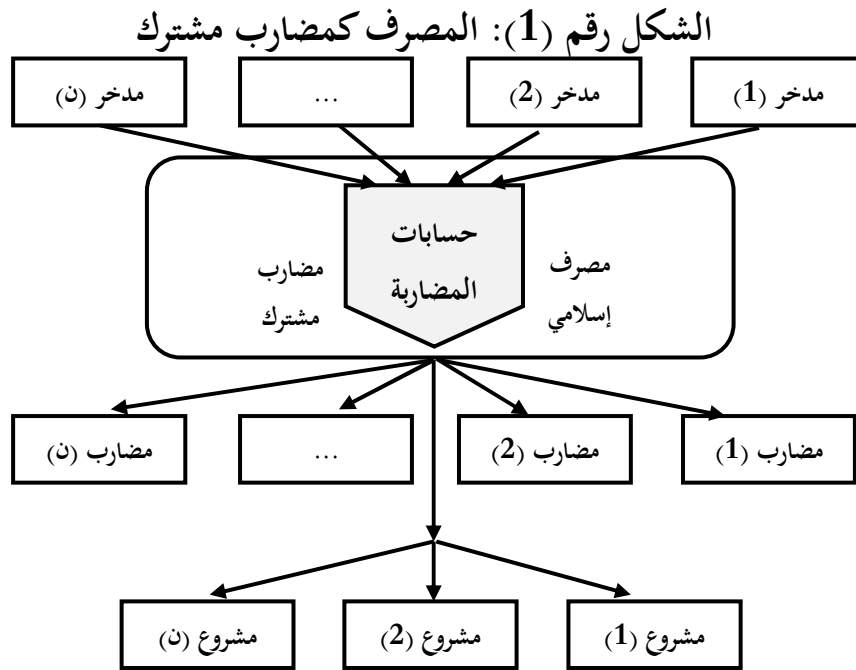 الشكل رقم (1): المصرف كمضارب مشترك
مدخر (1)
مدخر (2)
...
مدخر (ن)
مصرف
إسلامي
حسابات
المضاربة
مضارب
مشترك
مضارب (1)
مضارب (2)
...
مضارب (ن)
مشروع (1)
مشروع (2)
مشروع (ن)